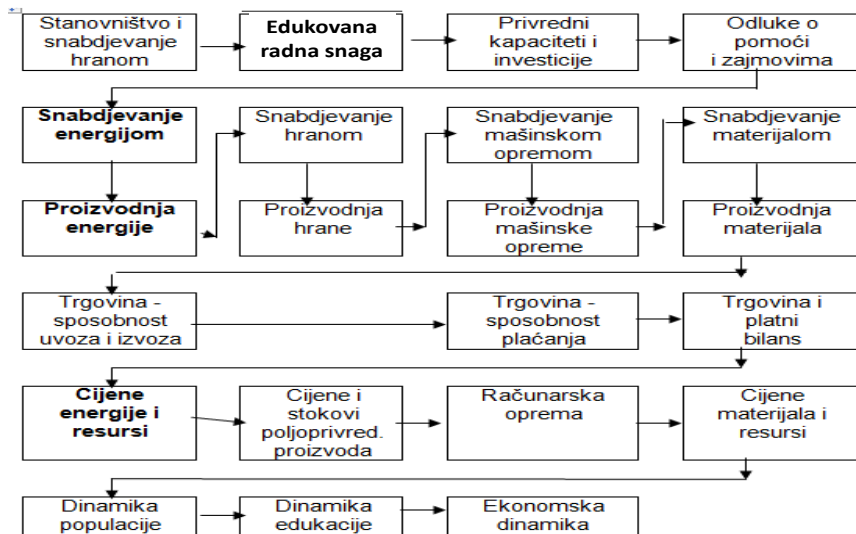 Stanovništvo i
snabdjevanje
hranom
Edukovana
radna snaga
Privredni
kapaciteti i
investicije
Odluke o
pomoći
i zajmovima
Snabdjevanje
energijom
Snabdjevanje
hranom
Snabdjevanje
mašinskom
opremom
Snabdjevanje
materijalom
Proizvodnja
energije
Proizvodnja
hrane
Proizvodnja
mašinske
opreme
Proizvodnja
materijala
Trgovina -
sposobnost
uvoza i izvoza
Trgovina -
sposobnost
plaćanja
Trgovina i
platni
bilans
Cijene
energije i
resursi
Cijene i
stokovi
poljoprivred.
proizvoda
Računarska
oprema
Cijene
materijala i
resursi
Dinamika
populacije
Dinamika
edukacije
Ekonomska
dinamika